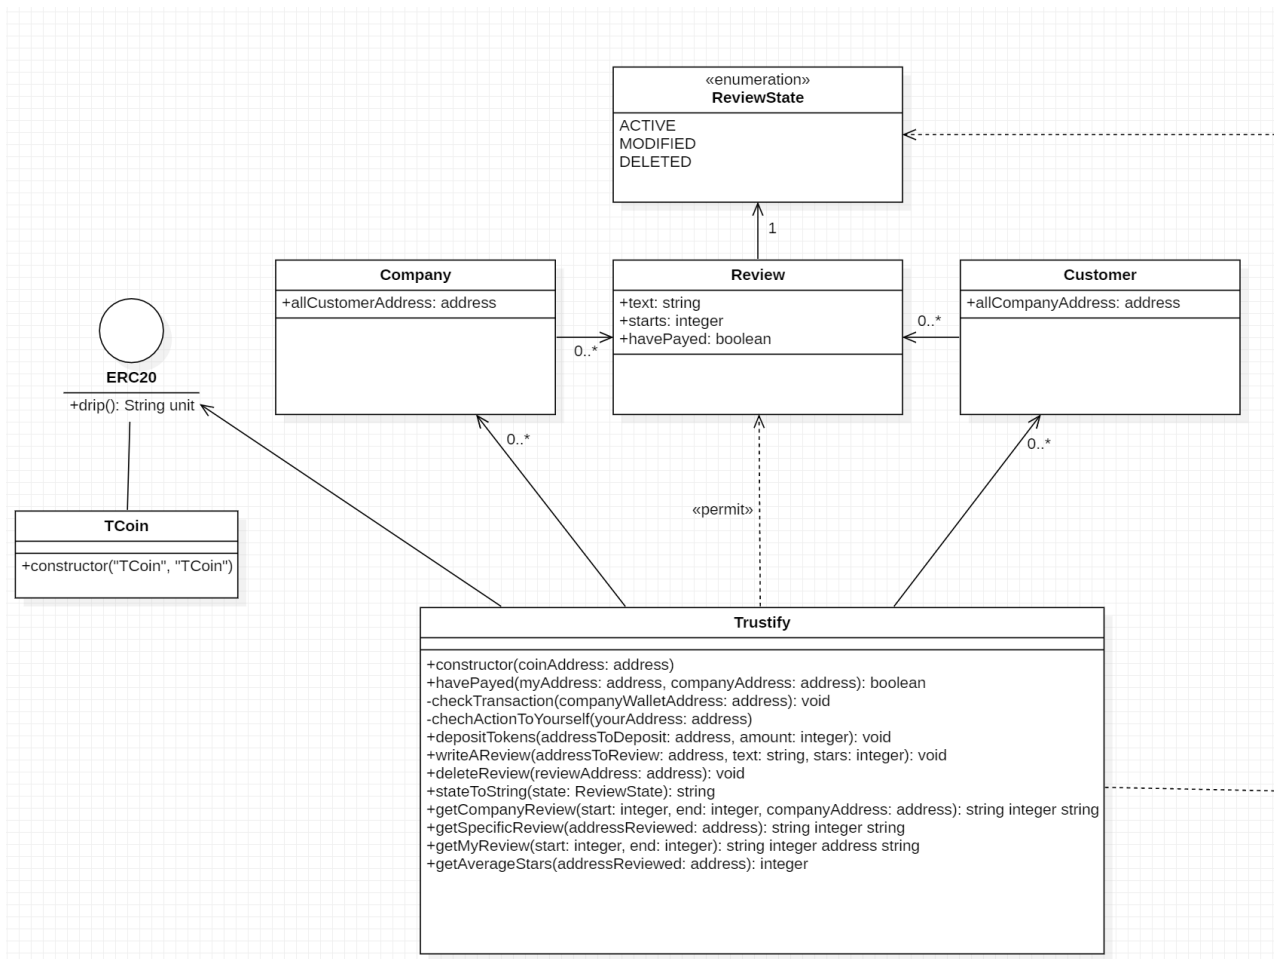 «enumeration»
ReviewState
ACTIVE
MODIFIED
DELETED
1
Company
+allCustomerAddress: address
0..*
Review
+text: string
+starts: integer
+havePayed: boolean
Customer
+allCompanyAddress: address
0..*
ERC20
+drip(): String unit
0..*
0..*
«permit»
TCoin
+constructor("TCoin", "TCoin")
Trustify
+constructor(coinAddress: address)
+havePayed(myAddress: address, companyAddress: address): boolean
-checkTransaction(companyWalletAddress: address): void
-chechActionToYourself(yourAddress: address)
+depositTokens(addressToDeposit: address, amount: integer): void
+writeAReview(addressToReview: address, text: string, stars: integer): void
+deleteReview(reviewAddress: address): void
+stateToString(state: ReviewState): string
+getCompanyReview(start: integer, end: integer, companyAddress: address): string integer string
+getSpecificReview(addressReviewed: address): string integer string
+getMyReview(start: integer, end: integer): string integer address string
+getAverageStars(addressReviewed: address): integer